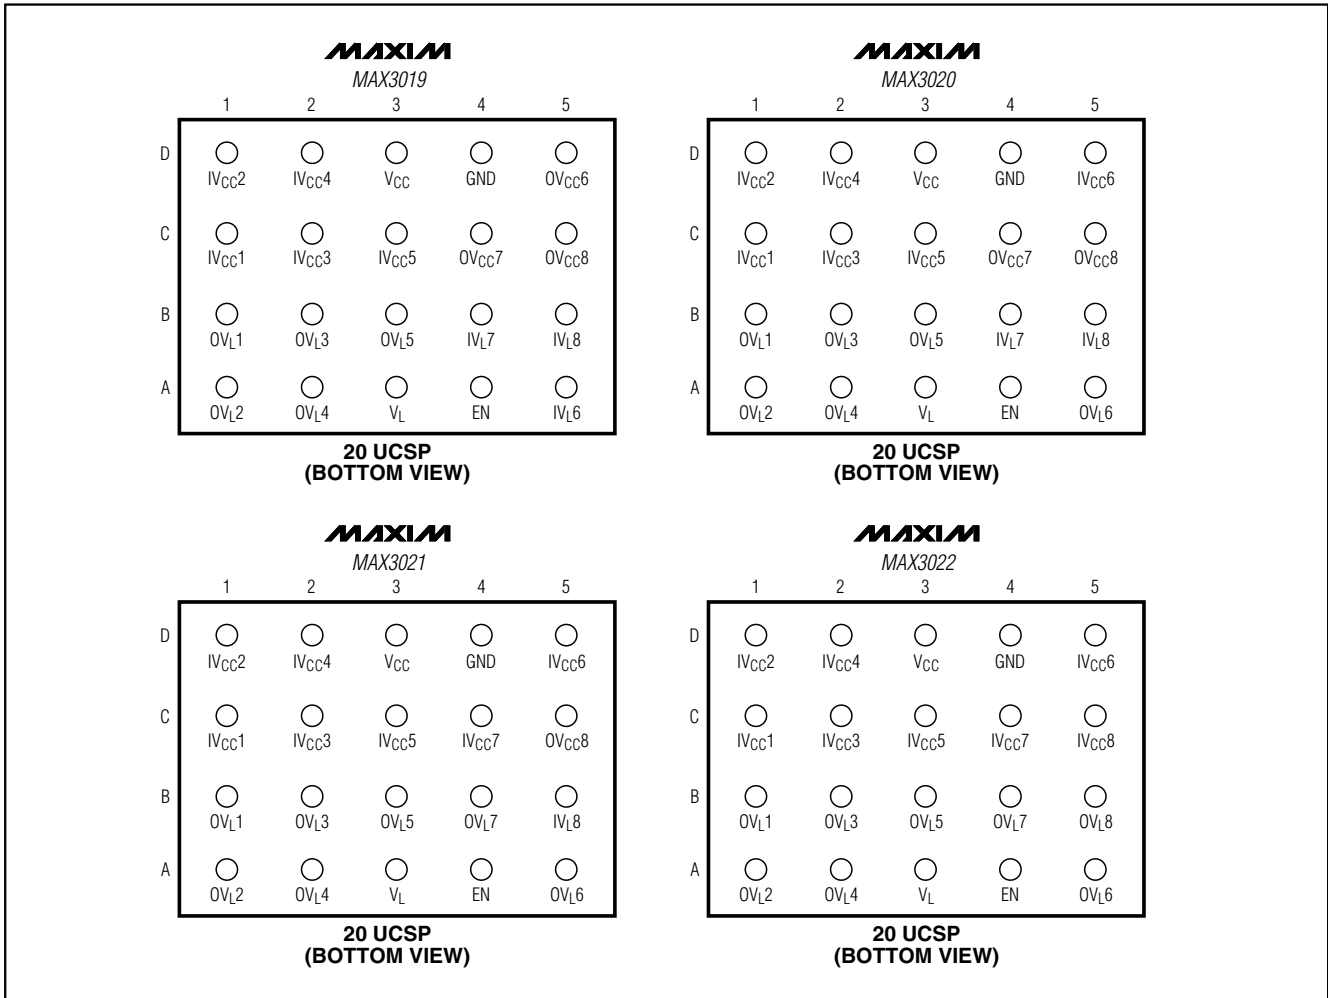 MAXIM
MAX3019
1 2 3 4 5
D
IVCC2 IVCC4 VCC GND OVCC6
C
IVCC1 IVCC3 IVCC5 OVCC7 OVCC8
B
OVL1 OVL3 OVL5 IVL7 IVL8
A
OVL2 OVL4 VL EN IVL6
20 UCSP
(BOTTOM VIEW)
MAXIM
MAX3020
1 2 3 4 5
D
IVCC2 IVCC4 VCC GND IVCC6
C
IVCC1 IVCC3 IVCC5 OVCC7 OVCC8
B
OVL1 OVL3 OVL5 IVL7 IVL8
A
OVL2 OVL4 VL EN OVL6
20 UCSP
(BOTTOM VIEW)
MAXIM
MAX3021
1 2 3 4 5
D
IVCC2 IVCC4 VCC GND IVCC6
C
IVCC1 IVCC3 IVCC5 IVCC7 OVCC8
B
OVL1 OVL3 OVL5 OVL7 IVL8
A
OVL2 OVL4 VL EN OVL6
20 UCSP
(BOTTOM VIEW)
MAXIM
MAX3022
1 2 3 4 5
D
IVCC2 IVCC4 VCC GND IVCC6
C
IVCC1 IVCC3 IVCC5 IVCC7 IVCC8
B
OVL1 OVL3 OVL5 OVL7 OVL8
A
OVL2 OVL4 VL EN OVL6
20 UCSP
(BOTTOM VIEW)